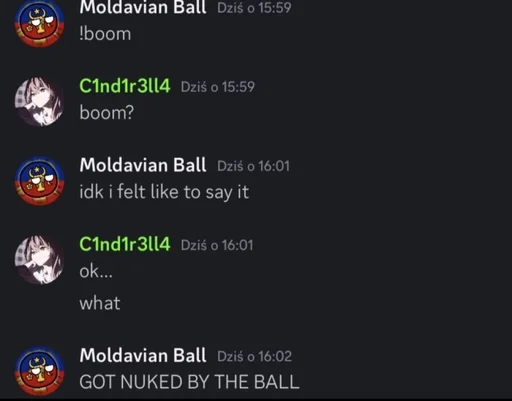 Moldavian Ball Dziś o 15:59
!boom
C1nd1r3ll4 Dziś o 15:59
boom?
Moldavian Ball Dziś o 16:01
idk i felt like to say it
C1nd1r3ll4 Dziś o 16:01
ok...
what
Moldavian Ball Dziś o 16:02
GOT NUKED BY THE BALL